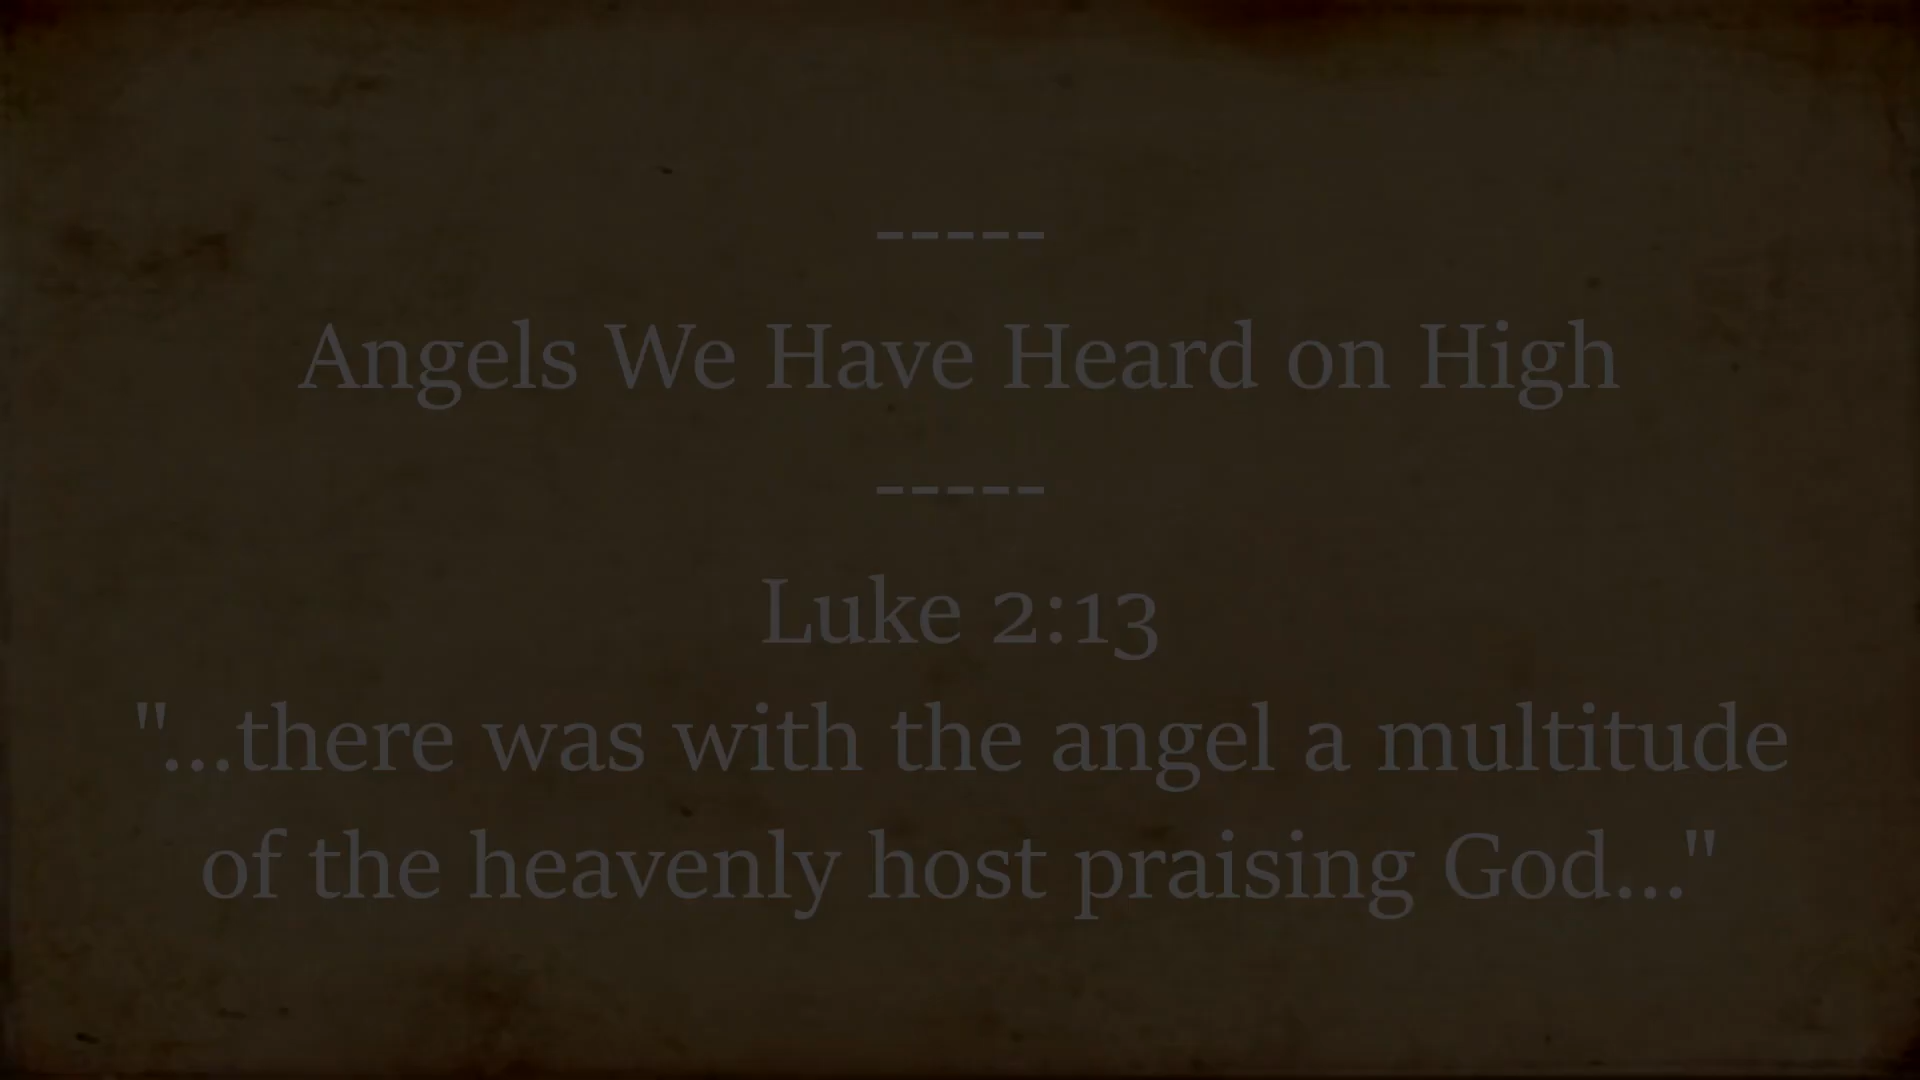 -----
Angels We Have Heard on High
-----
Luke 2:13
"...there was with the angel a multitude
of the heavenly host praising God..."